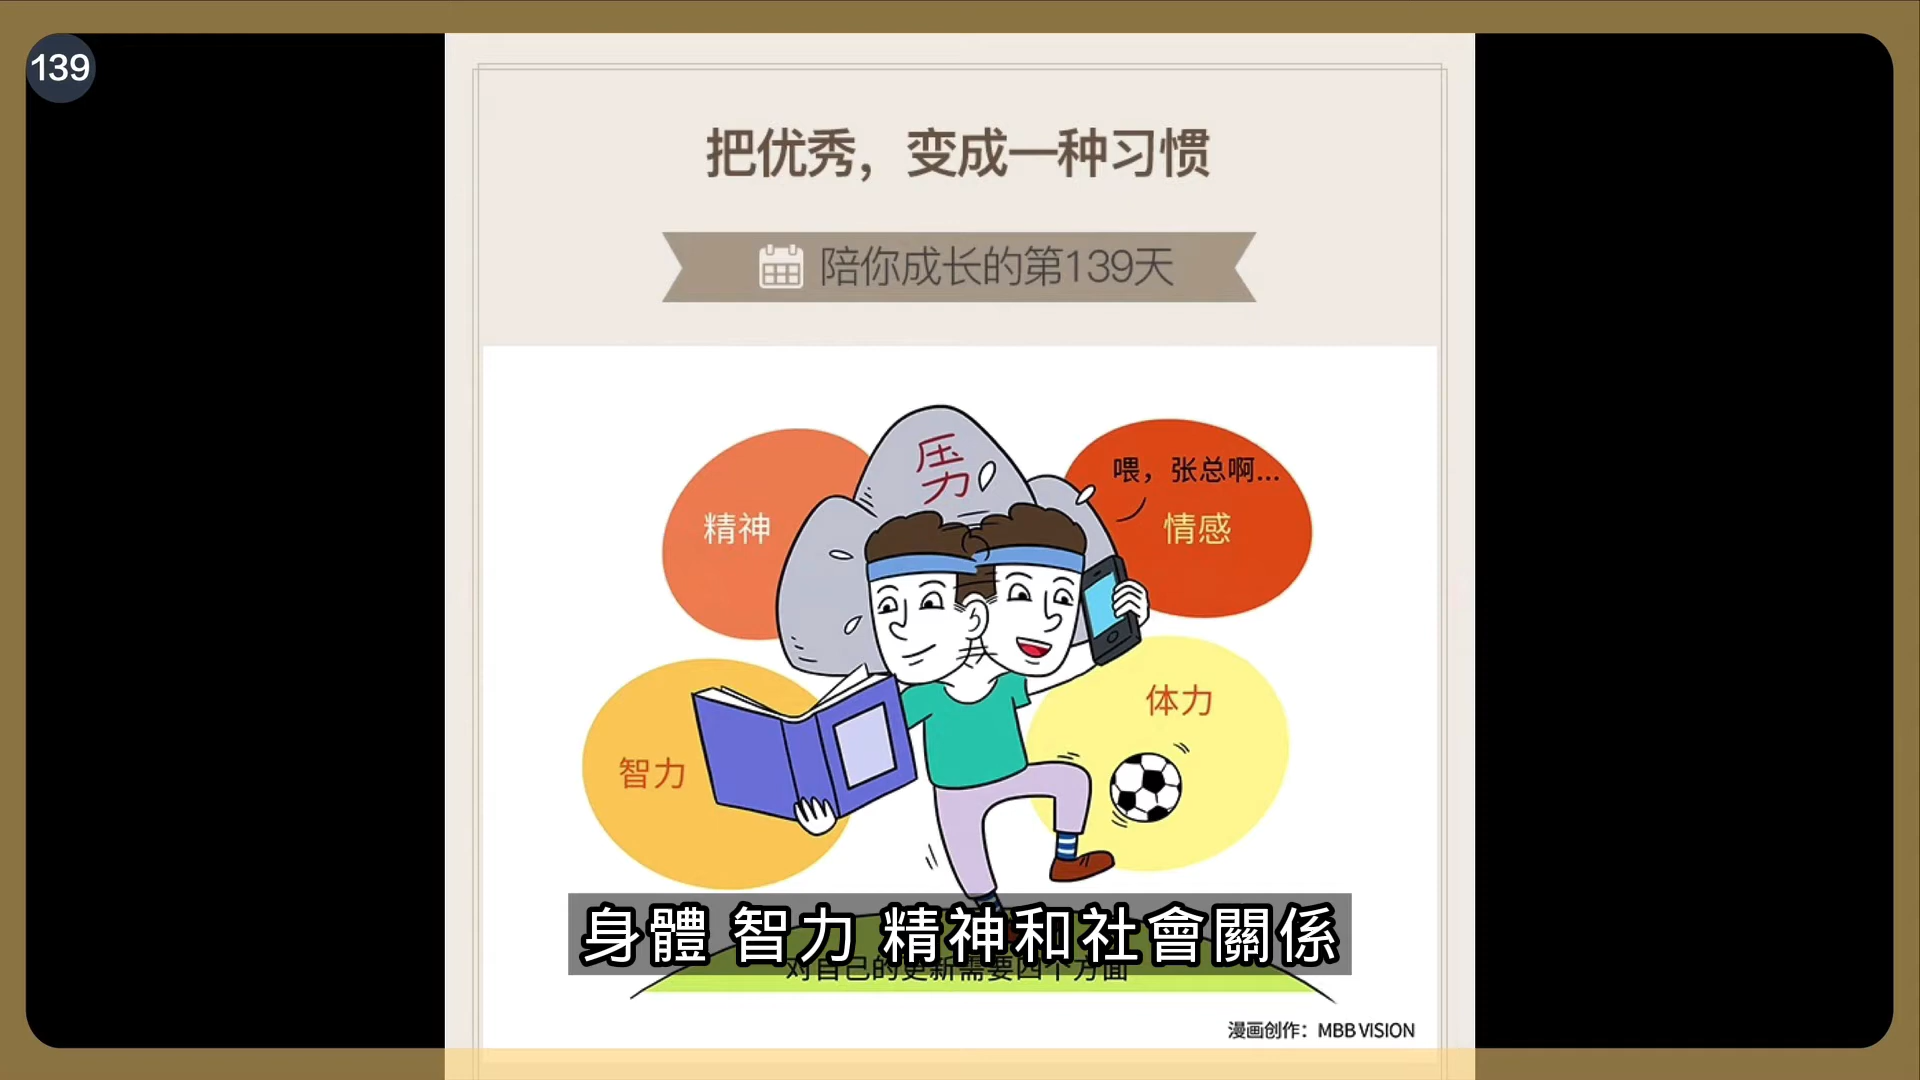 139
把优秀，变成一种习惯
陪你成长的第139天
压力
喂，张总啊...
精神
情感
体力
智力
身體 智力 精神和社會關係
对自己的更新需要四个方面
漫画创作：MBB VISION